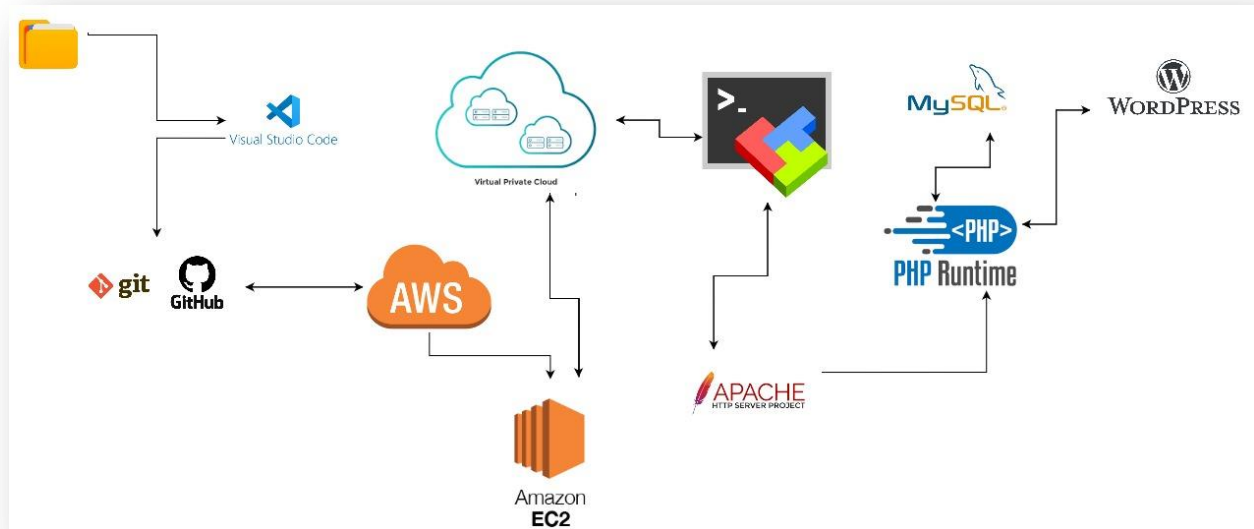 Visual Studio Code
git
GitHub
AWS
Virtual Private Cloud
Amazon
EC2
>_
APACHE
HTTP SERVER PROJECT
MySQL
<PHP>
PHP Runtime
WORDPRESS